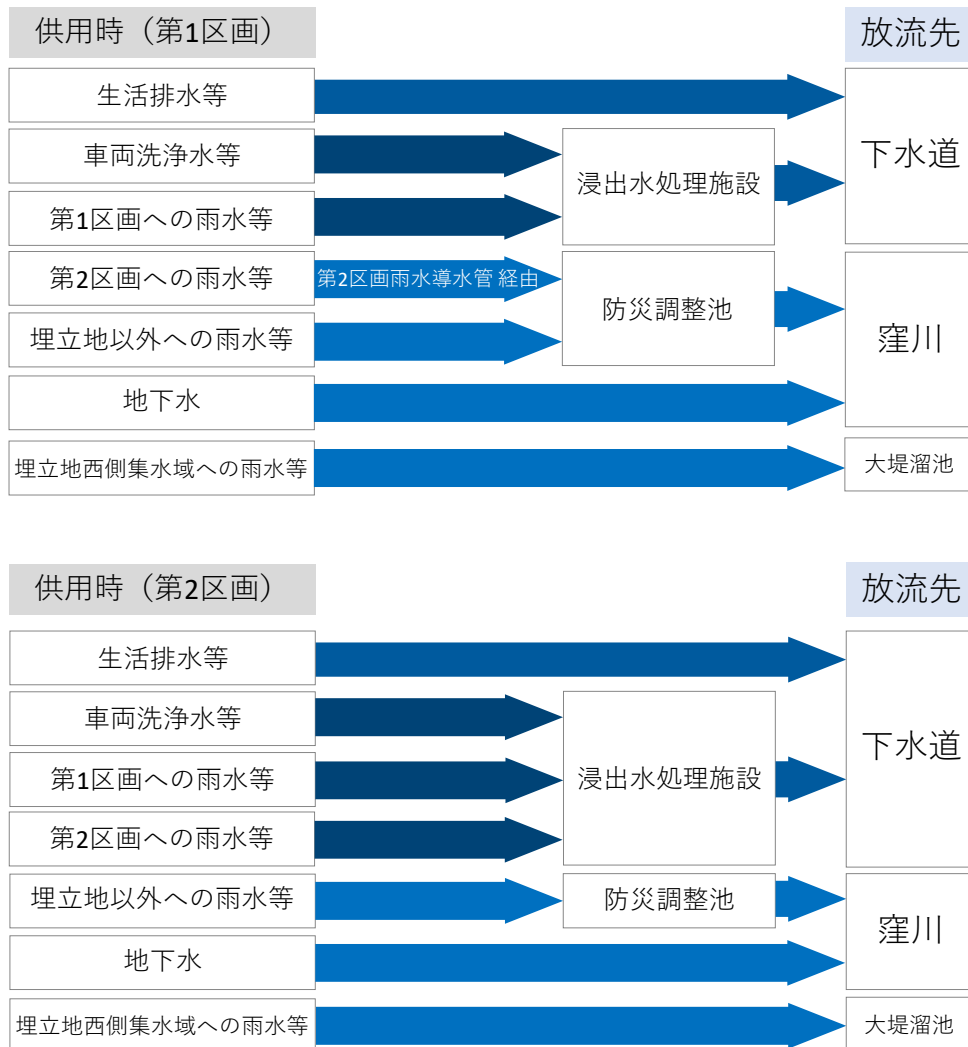 供用時（第1区画）
放流先
生活排水等
車両洗浄水等
第1区画への雨水等
浸出水処理施設
下水道
第2区画への雨水等
第2区画雨水導水管 経由
埋立地以外への雨水等
防災調整池
地下水
窪川
埋立地西側集水域への雨水等
大堤溜池
供用時（第2区画）
放流先
生活排水等
車両洗浄水等
第1区画への雨水等
第2区画への雨水等
浸出水処理施設
下水道
埋立地以外への雨水等
防災調整池
地下水
窪川
埋立地西側集水域への雨水等
大堤溜池